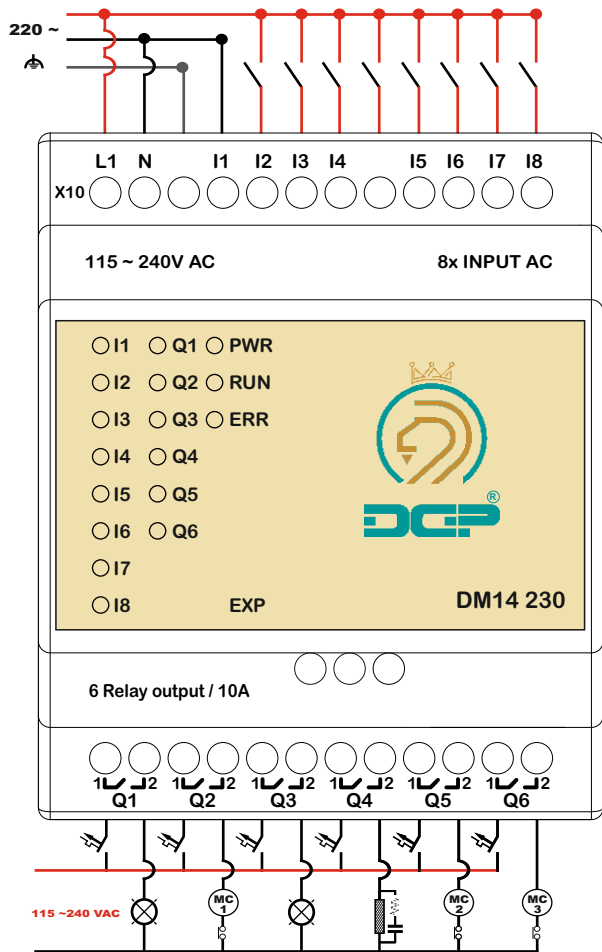 220 ~
L1 N I1 I2 I3 I4 I5 I6 I7 I8
X10
115 ~ 240V AC 8x INPUT AC
I1 Q1 PWR
I2 Q2 RUN
I3 Q3 ERR
I4 Q4
I5 Q5
I6 Q6
I7
I8 EXP
DCP ®
DM14 230
6 Relay output / 10A
1 2 1 2 1 2 1 2 1 2 1 2
Q1 Q2 Q3 Q4 Q5 Q6
115 ~240 VAC
MC 1
MC 2
MC 3